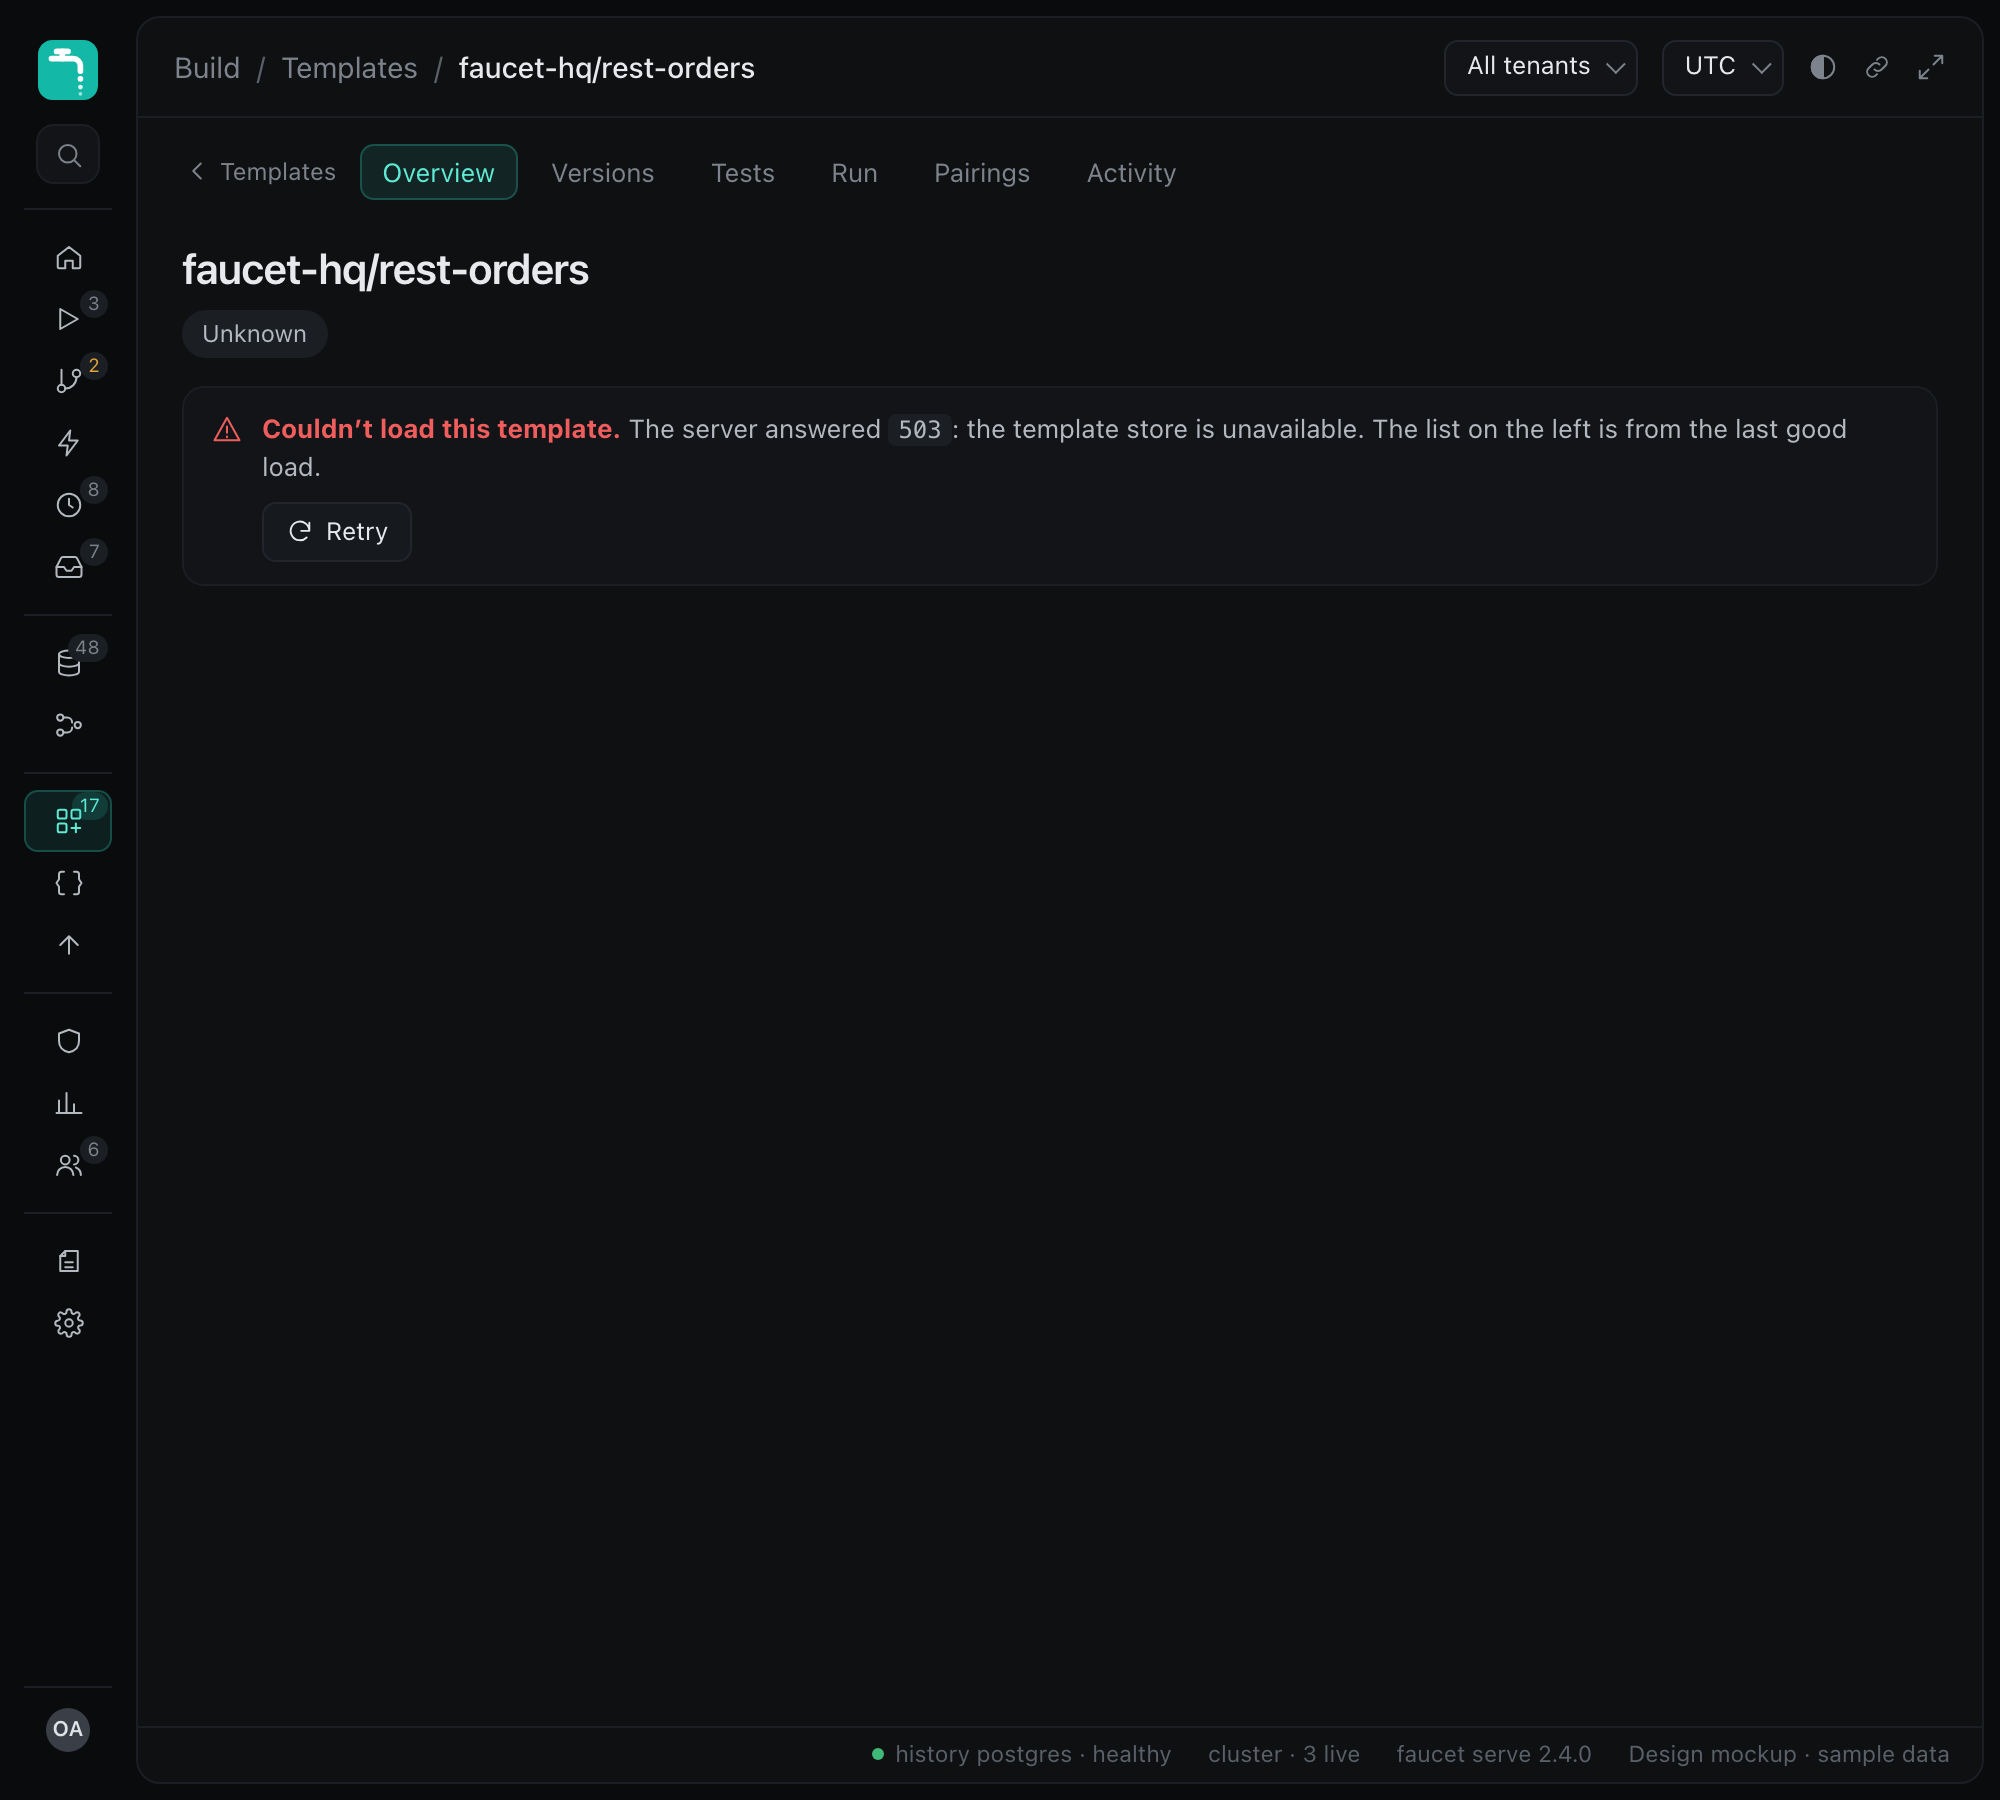 Build / Templates / faucet-hq/rest-orders
All tenants
UTC
Templates
Overview
Versions
Tests
Run
Pairings
Activity
faucet-hq/rest-orders
Unknown
Couldn’t load this template. The server answered 503: the template store is unavailable. The list on the left is from the last good
load.
Retry
3
2
8
7
48
17
6
OA
history postgres · healthy
cluster · 3 live
faucet serve 2.4.0
Design mockup · sample data